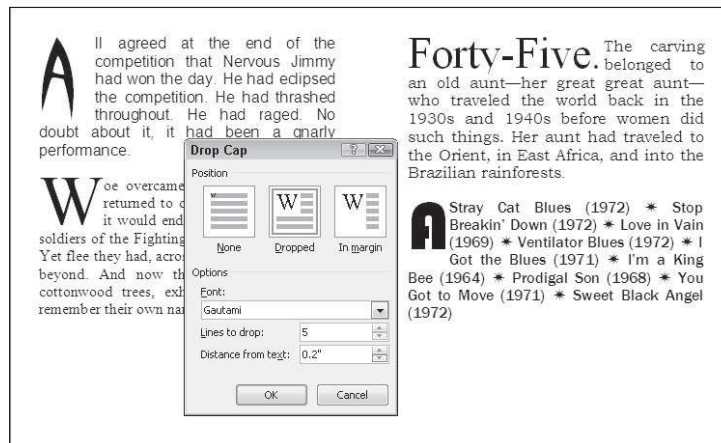 All agreed at the end of the
competition that Nervous Jimmy
had won the day. He had eclipsed
the competition. He had thrashed
throughout. He had raged. No
doubt about it, it had been a gnarly
performance.
Woe overcame
returned to
it would end
soldiers of the Fighting
Yet flee they had,
beyond. And now
cottonwood trees,
remember their own
Drop Cap
Position
None
Dropped
In margin
Options
Font:
Gautami
Lines to drop: 5
Distance from text: 0.2"
OK Cancel
Forty-Five. The carving
belonged to
an old aunt—her great great aunt—
who traveled the world back in the
1930s and 1940s before women did
such things. Her aunt had traveled to
the Orient, in East Africa, and into the
Brazilian rainforests.
A Stray Cat Blues (1972) ✴ Stop
Breakin' Down (1972) ✴ Love in Vain
(1969) ✴ Ventilator Blues (1972) ✴ I
Got the Blues (1971) ✴ I'm a King
Bee (1964) ✴ Prodigal Son (1968) ✴ You
Got to Move (1971) ✴ Sweet Black Angel
(1972)